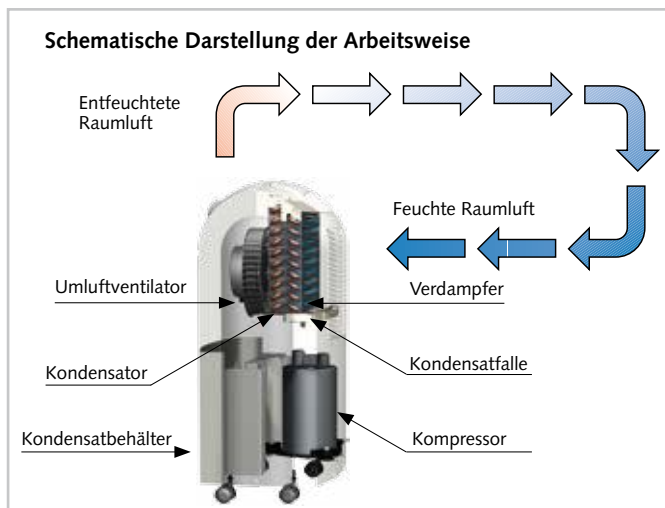 Schematische Darstellung der Arbeitsweise
Entfeuchtete
Raumluft
Feuchte Raumluft
Umluftventilator
Verdampfer
Kondensator
Kondensatfalle
Kondensatbehälter
Kompressor